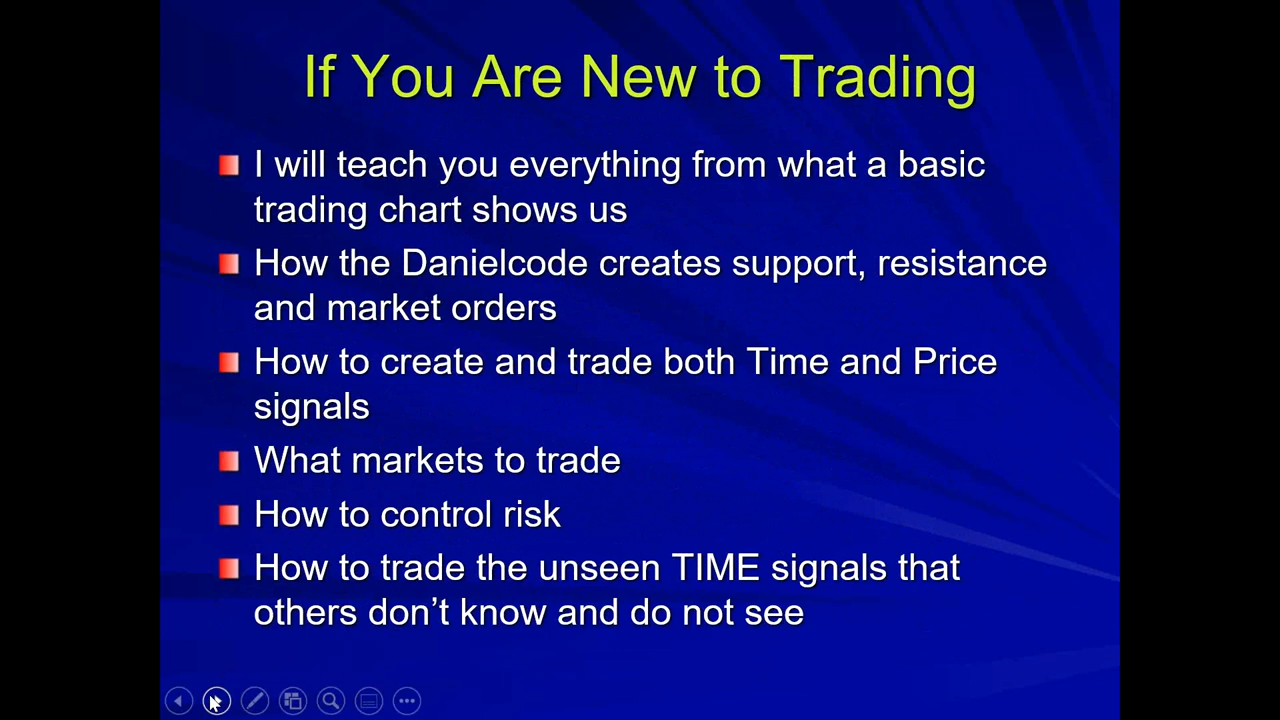 If You Are New to Trading
I will teach you everything from what a basic
trading chart shows us
How the Danielcode creates support, resistance
and market orders
How to create and trade both Time and Price
signals
What markets to trade
How to control risk
How to trade the unseen TIME signals that
others don’t know and do not see